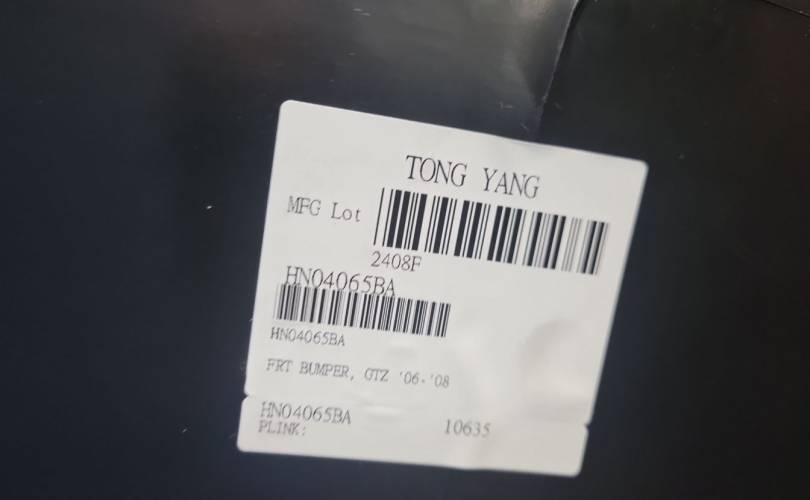 TONG YANG
MFG Lot
2408F
HN04065BA
HN04065BA
FRT BUMPER, GTZ '06-'08
HN04065BA
PLINK: 10635